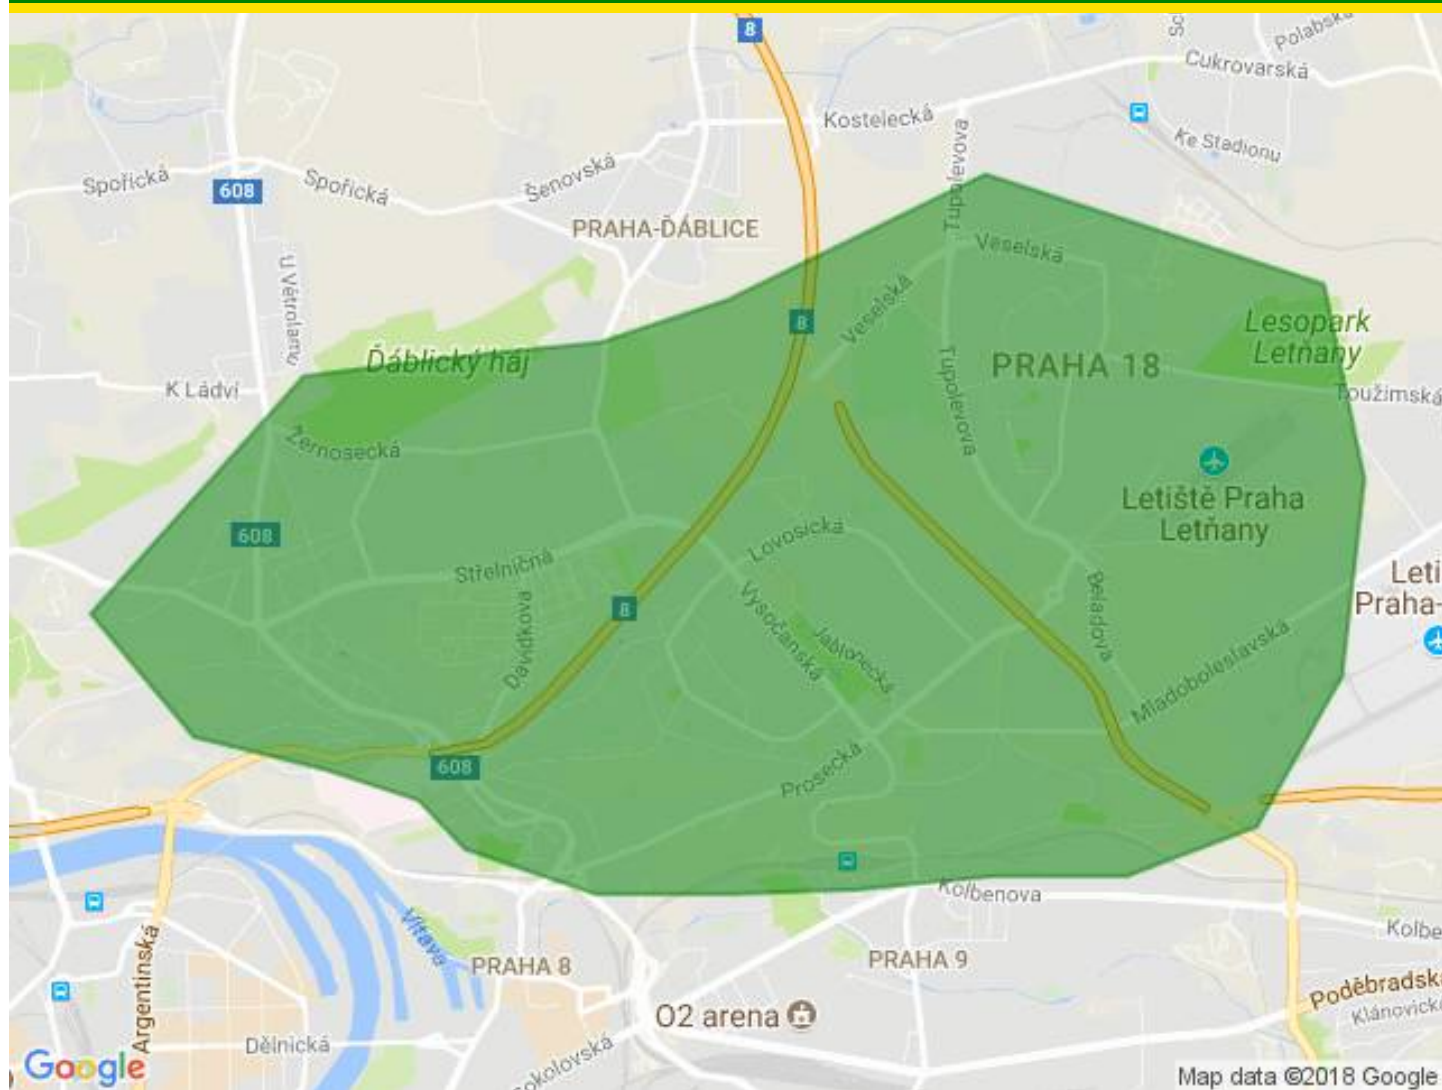 8
Polabská
Cukrovarská
Kostelecká
Ke Stadionu
Tupolevova
Spořická
608
Spořická
Šenovská
PRAHA-ĎÁBLICE
Veselská
U Větrolamu
8
Veselská
Lesopark
Letňany
Ďáblický háj
PRAHA 18
K Ládví
Toužimská
Tupolevova
Žernosecká
Letiště Praha
Letňany
608
Lovosická
Střelničná
Leti
Praha-
8
Davídkova
Vysočanská
Jablonecká
Beladova
Mladoboleslavská
608
Prosecká
Kolbenova
Kolbe
Vltava
Argentinská
PRAHA 8
PRAHA 9
Poděbradsk
Klánovick
O2 arena
Dělnická
okolovská
Google
Map data ©2018 Google